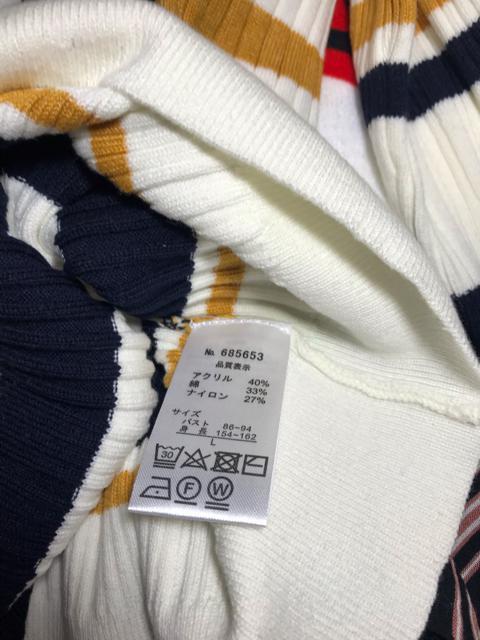 № 685653
品質表示
アクリル 40%
綿 33%
ナイロン 27%
サイズ
バスト 86~94
身 長 154~162
L
30
F W